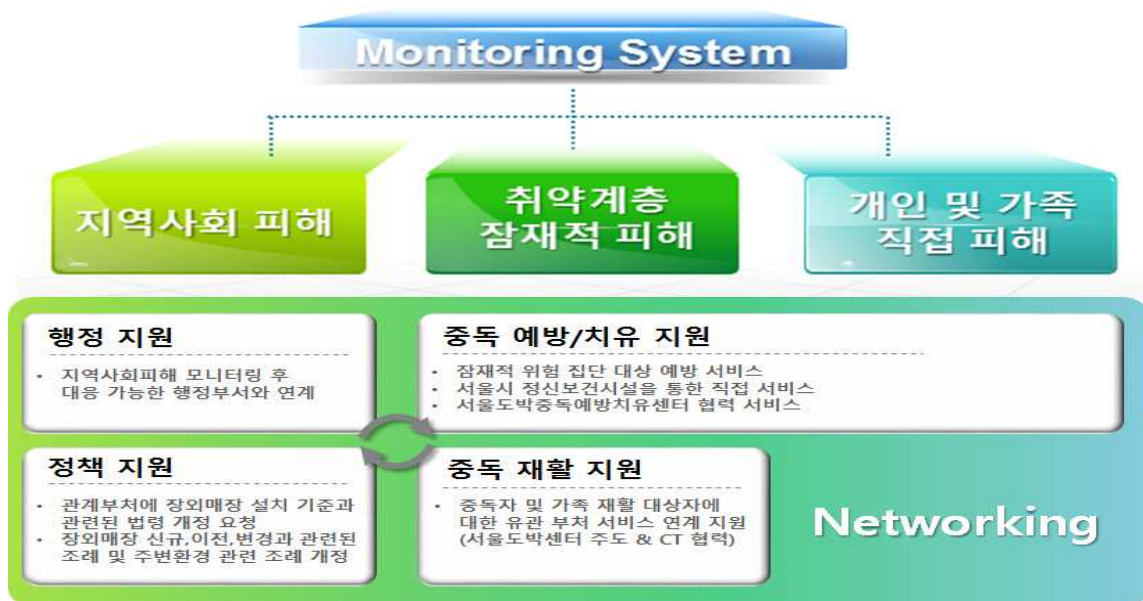 Monitoring System
지역사회 피해
취약계층
잠재적 피해
개인 및 가족
직접 피해
행정 지원
• 지역사회피해 모니터링 후
대응 가능한 행정부서와 연계
중독 예방/치유 지원
• 잠재적 위험 집단 대상 예방 서비스
• 서울시 정신보건시설을 통한 직접 서비스
• 서울도박중독예방치유센터 협력 서비스
정책 지원
• 관계부처에 장외매장 설치 기준과
관련된 법령 개정 요청
• 장외매장 신규,이전,변경과 관련된
조례 및 주변환경 관련 조례 개정
중독 재활 지원
• 중독자 및 가족 재활 대상자에
대한 유관 부처 서비스 연계 지원
(서울도박센터 주도 & CT 협력)
Networking